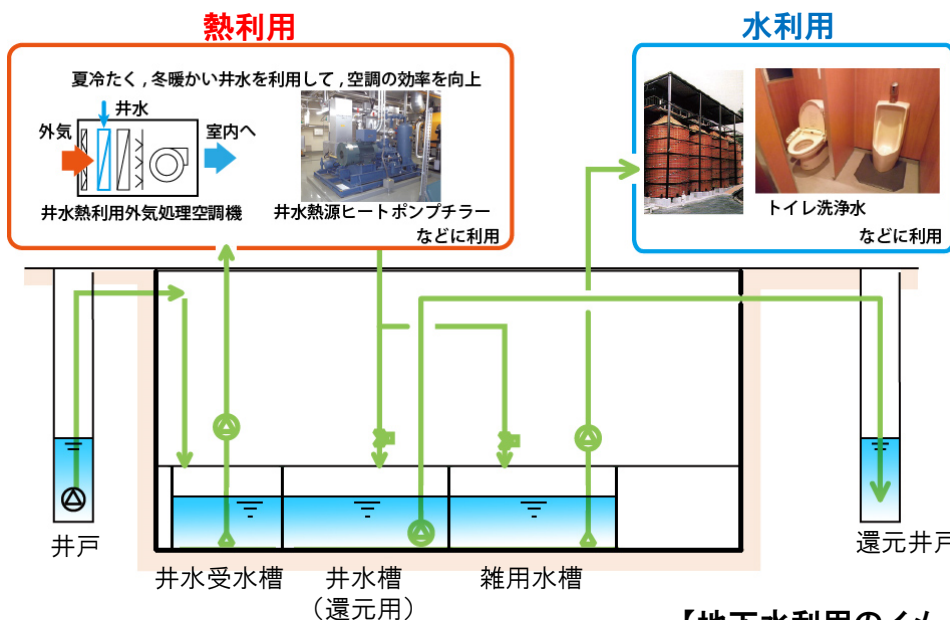 熱利用
水利用
夏冷たく,冬暖かい井水を利用して,空調の効率を向上
井水
外気
室内へ
井水熱利用外気処理空調機
井水熱源ヒートポンプチラー
などに利用
トイレ洗浄水
などに利用
井戸
井水受水槽
井水槽
（還元用）
雑用水槽
還元井戸
【地下水利用のイメ